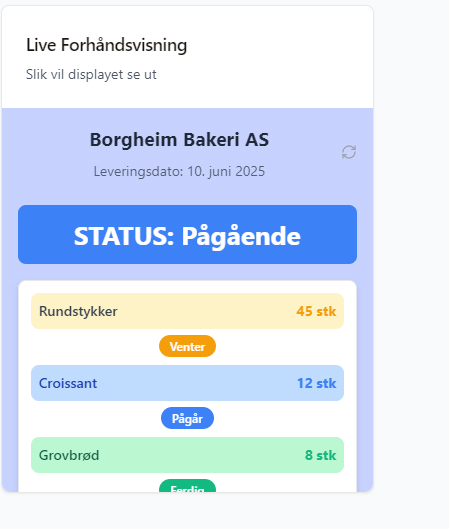 Live Forhåndsvisning
Slik vil displayet se ut
Borgheim Bakeri AS
Leveringsdato: 10. juni 2025
STATUS: Pågående
Rundstykker 45 stk
Venter
Croissant 12 stk
Pågår
Grovbrød 8 stk
Ferdig